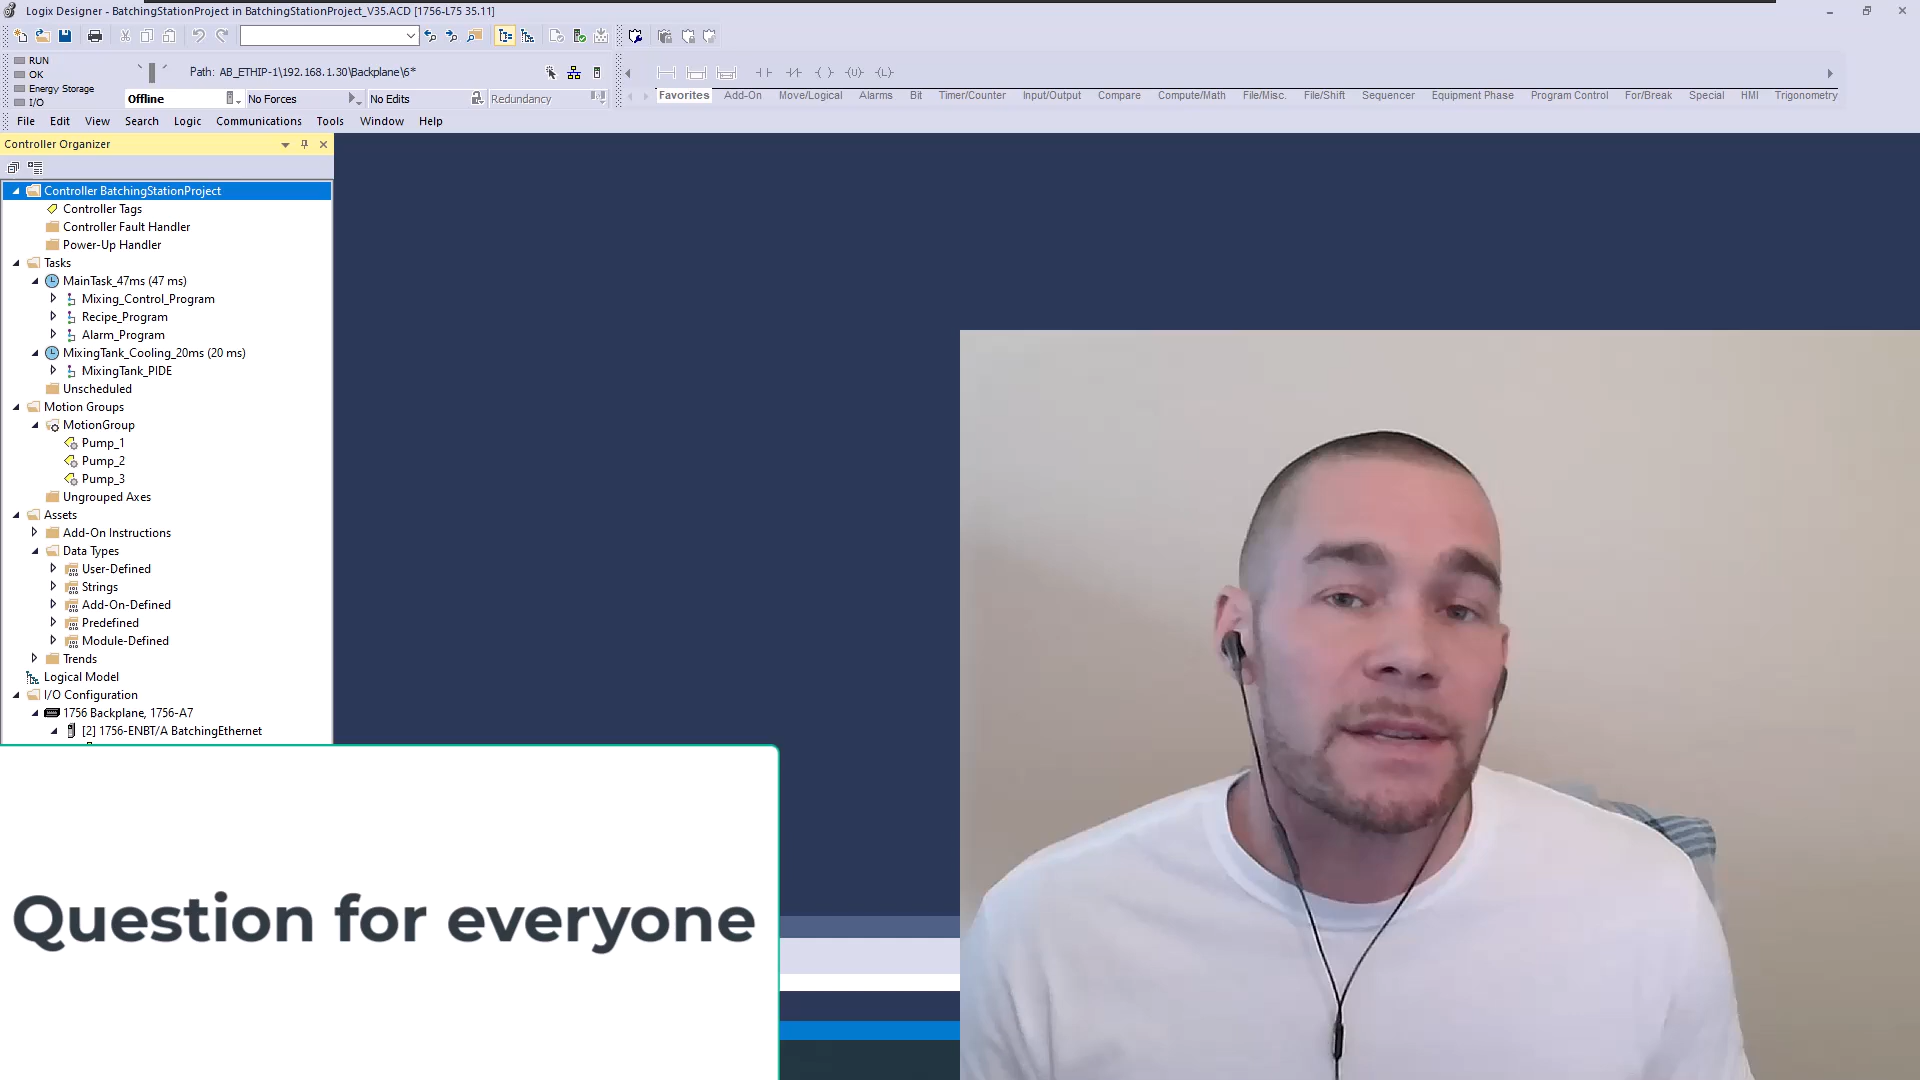 Logix Designer - BatchingStationProject in BatchingStationProject_V35.ACD [1756-L75 35.11]
RUN
OK
Energy Storage
I/O
Path: AB_ETHIP-1\192.168.1.30\Backplane\6*
Offline
No Forces
No Edits
Redundancy
Favorites
Add-On
Move/Logical
Alarms
Bit
Timer/Counter
Input/Output
Compare
Compute/Math
File/Misc.
File/Shift
Sequencer
Equipment Phase
Program Control
For/Break
Special
HMI
Trigonometry
File
Edit
View
Search
Logic
Communications
Tools
Window
Help
Controller Organizer
Controller BatchingStationProject
Controller Tags
Controller Fault Handler
Power-Up Handler
Tasks
MainTask_47ms (47 ms)
Mixing_Control_Program
Recipe_Program
Alarm_Program
MixingTank_Cooling_20ms (20 ms)
MixingTank_PIDE
Unscheduled
Motion Groups
MotionGroup
Pump_1
Pump_2
Pump_3
Ungrouped Axes
Assets
Add-On Instructions
Data Types
User-Defined
Strings
Add-On-Defined
Predefined
Module-Defined
Trends
Logical Model
I/O Configuration
1756 Backplane, 1756-A7
[2] 1756-ENBT/A BatchingEthernet
Question for everyone